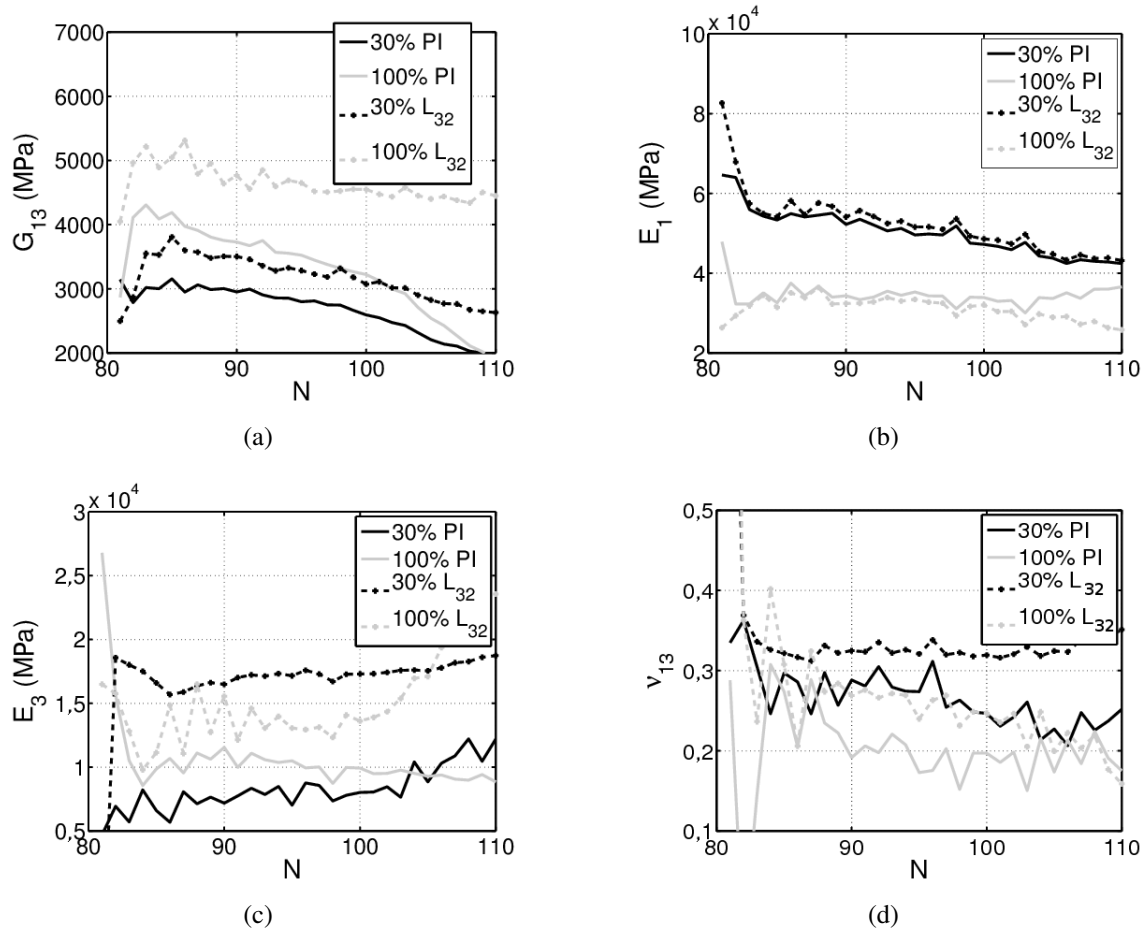 7000
6000
5000
4000
3000
2000
80
90
100
110
G13 (MPa)
N
30% PI
100% PI
30% L32
100% L32
(a)
x 10^4
10
8
6
4
2
80
90
100
110
E1 (MPa)
N
30% PI
100% PI
30% L32
100% L32
(b)
x 10^4
3
2,5
2
1,5
1
0,5
80
90
100
110
E3 (MPa)
N
30% PI
100% PI
30% L32
100% L32
(c)
0,5
0,4
0,3
0,2
0,1
80
90
100
110
ν13
N
30% PI
100% PI
30% L32
100% L32
(d)